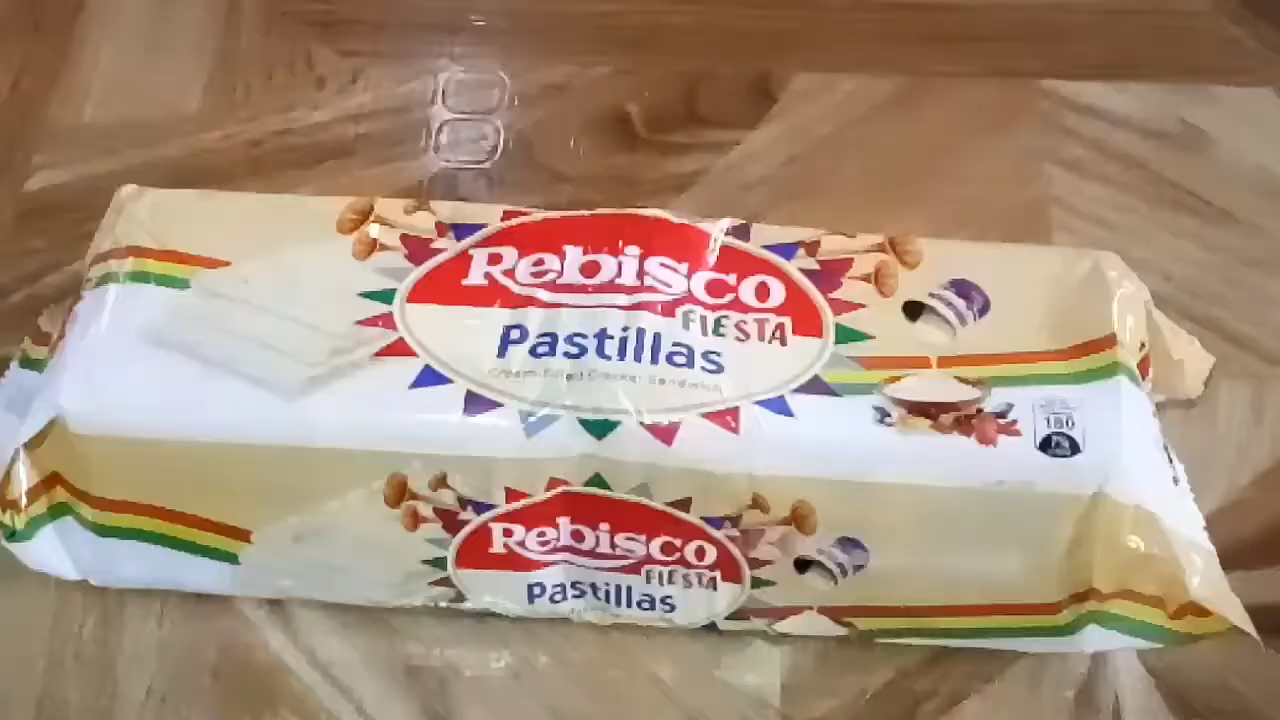 Rebisco
FIESTA
Pastillas
Cream-Filled Cracker Sandwich
180
Rebisco
FIESTA
Pastillas